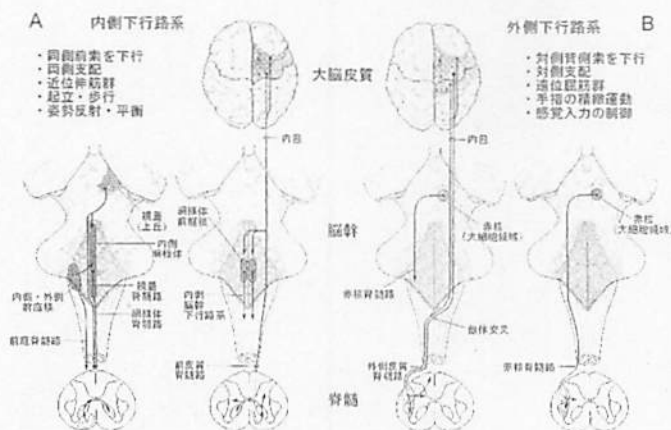 A 内側下行路系
・同側前索を下行
・両側支配
・近位伸筋群
・起立・歩行
・姿勢反射・平衡
外側下行路系 B
・対側背側索を下行
・対側支配
・遠位屈筋群
・手指の精緻運動
・感覚入力の制御
大脳皮質
内包
内包
視蓋
(上丘)
内側
網様体
視蓋
脊髄路
網様体
脊髄路
内側・外側
前庭核
前庭脊髄路
網様体
前皮質
脊髄路
内側
脳幹
下行路系
脳幹
赤核
(大細胞領域)
赤核脊髄路
錐体交叉
外側皮質
脊髄路
赤核
(大細胞領域)
赤核脊髄路
脊髄